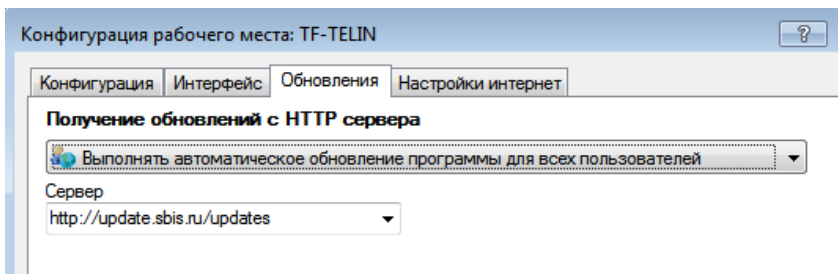 Конфигурация рабочего места: TF-TELIN
?
Конфигурация Интерфейс Обновления Настройки интернет
Получение обновлений с HTTP сервера
Выполнять автоматическое обновление программы для всех пользователей
Сервер
http://update.sbis.ru/updates